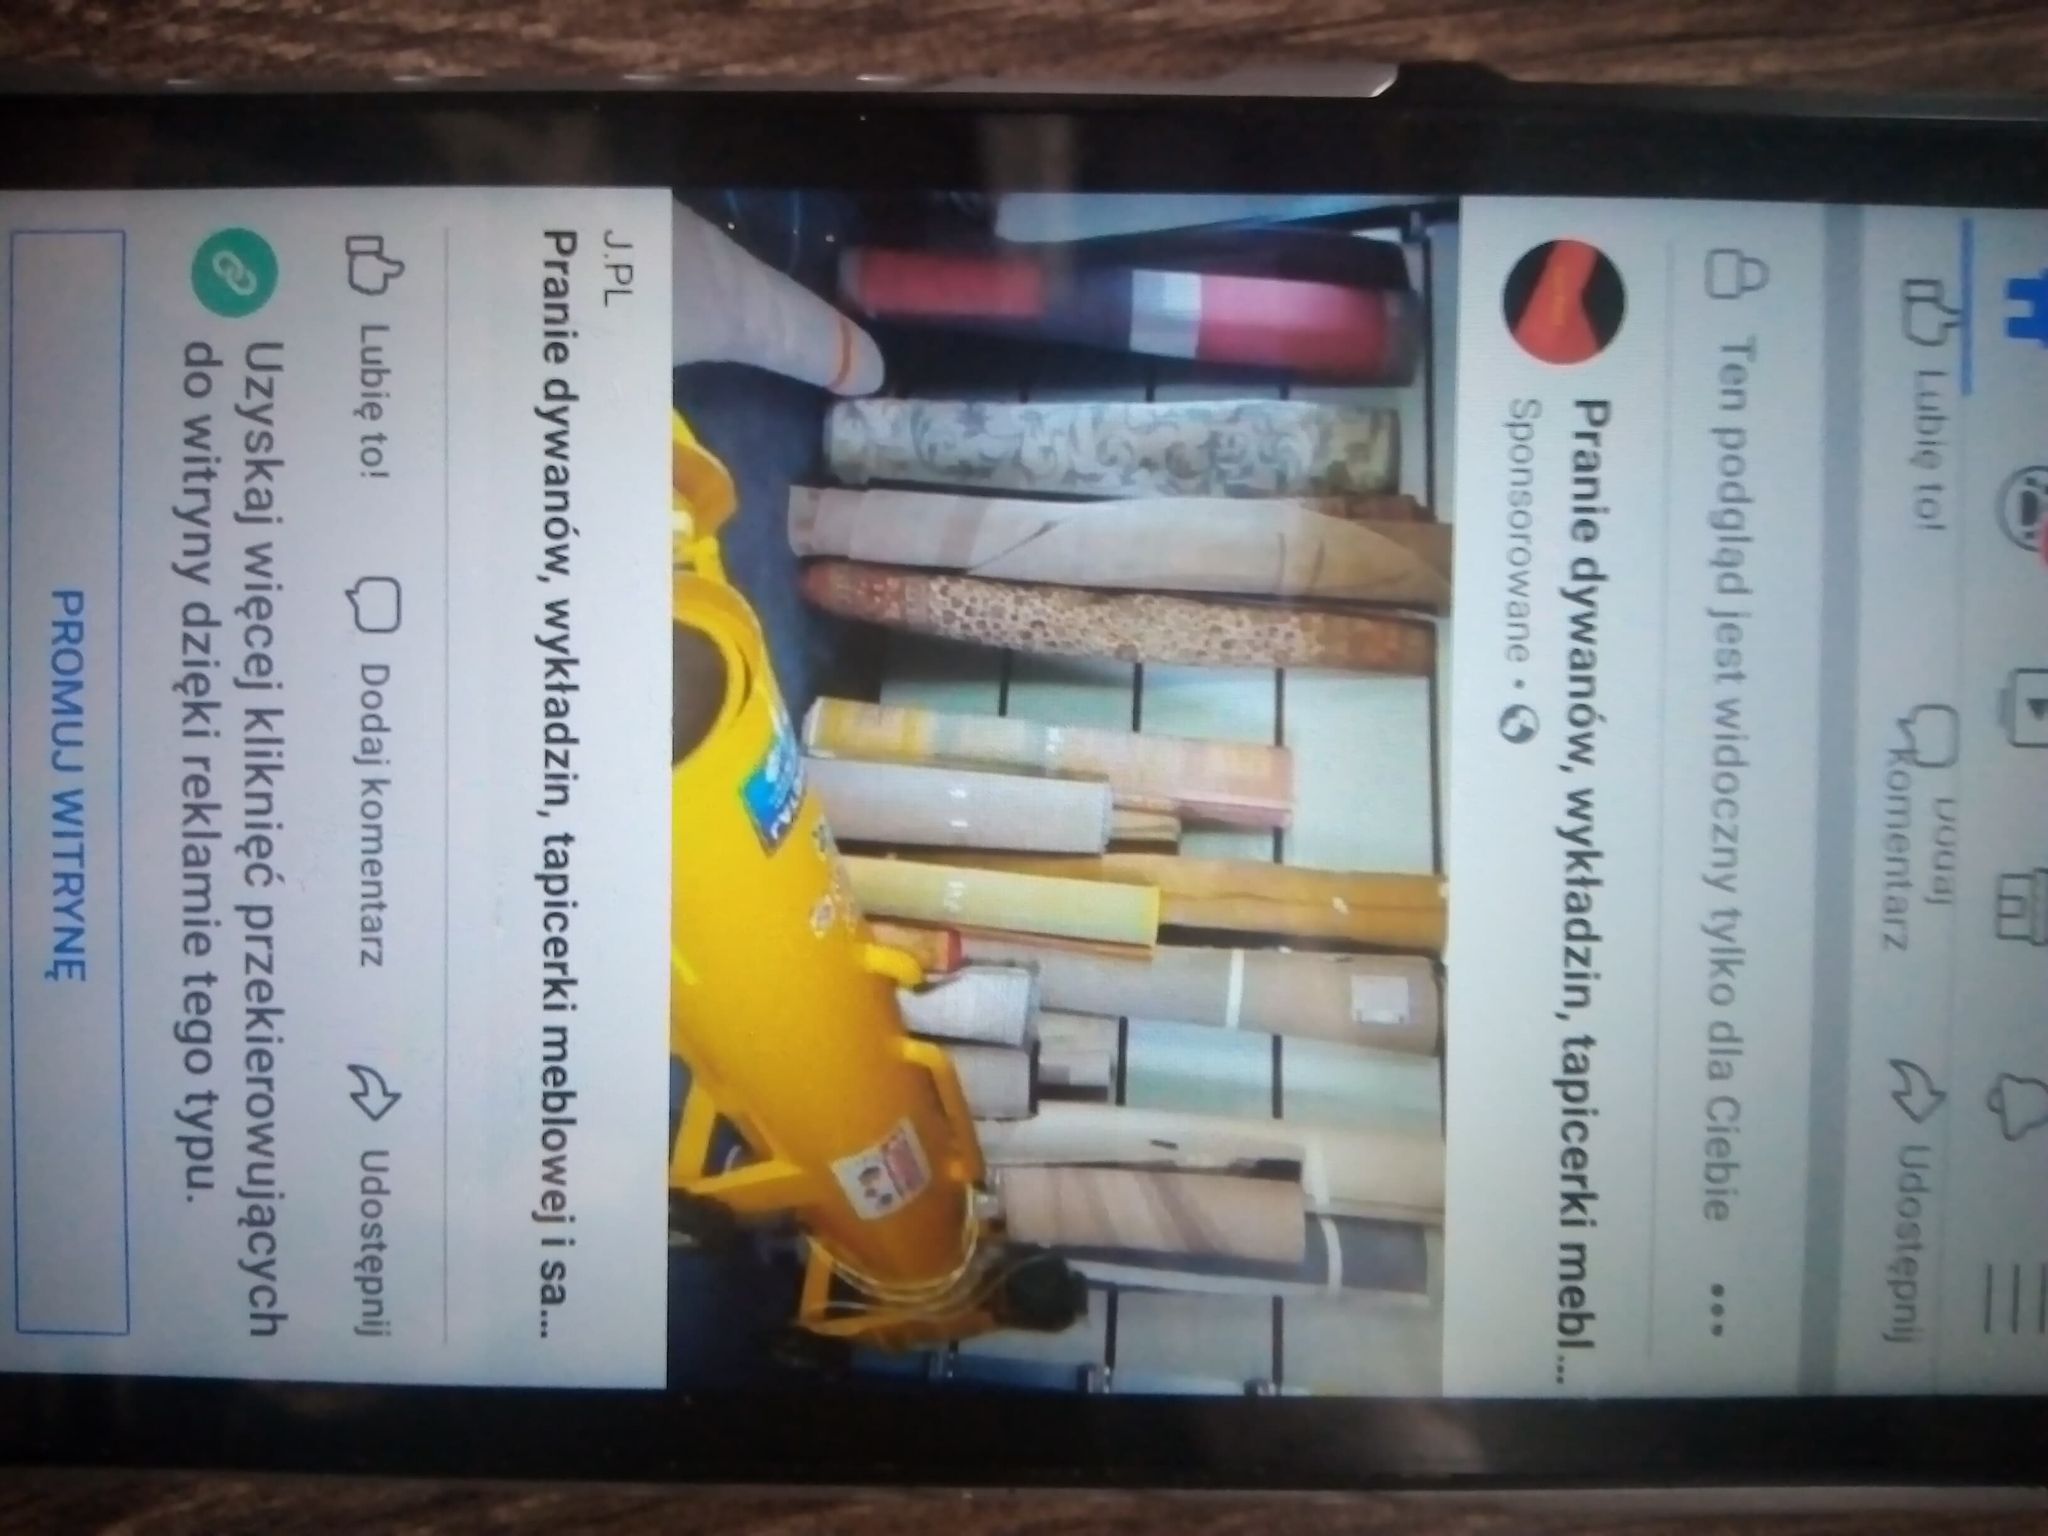 Lubię to!
Dodaj
komentarz
Udostępnij
Ten podgląd jest widoczny tylko dla Ciebie
Pranie dywanów, wykładzin, tapicerki mebl...
Sponsorowane
J.PL
Pranie dywanów, wykładzin, tapicerki meblowej i sa...
Lubię to!
Dodaj komentarz
Udostępnij
Uzyskaj więcej kliknięć przekierowujących
do witryny dzięki reklamie tego typu.
PROMUJ WITRYNĘ